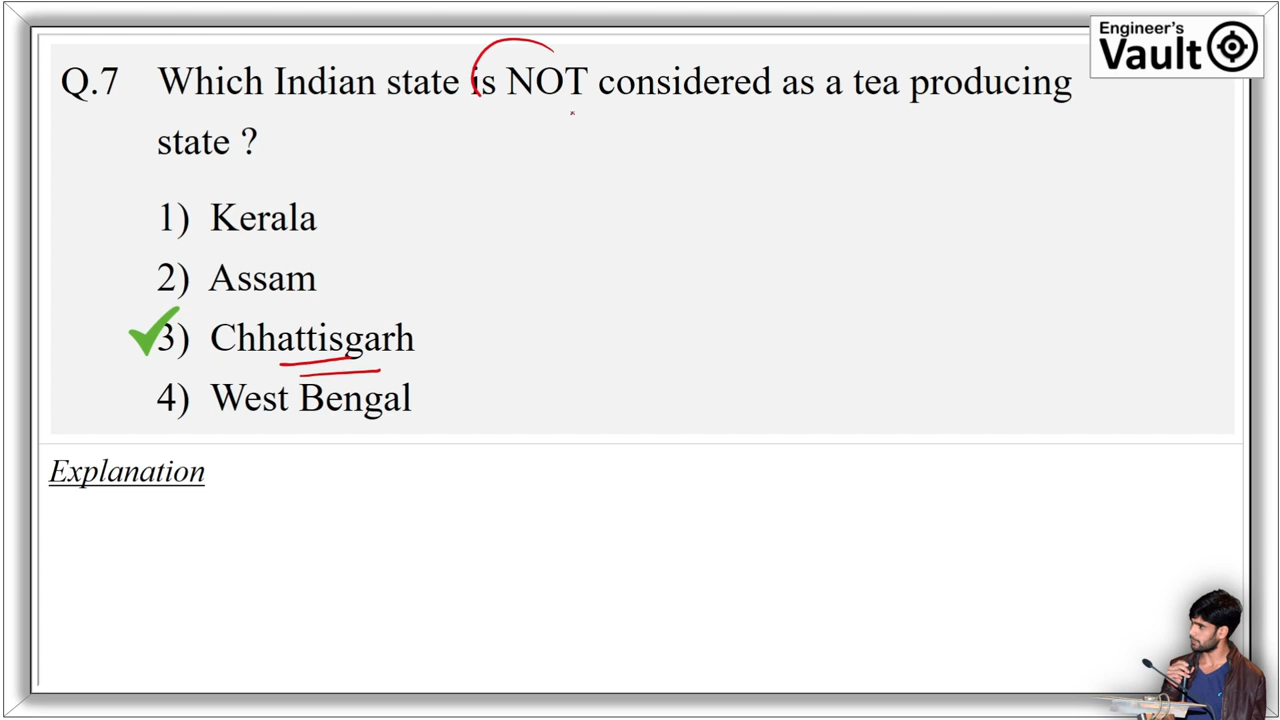 Engineer's
Vault
Q.7 Which Indian state is NOT considered as a tea producing
state ?
1) Kerala
2) Assam
3) Chhattisgarh
4) West Bengal
Explanation